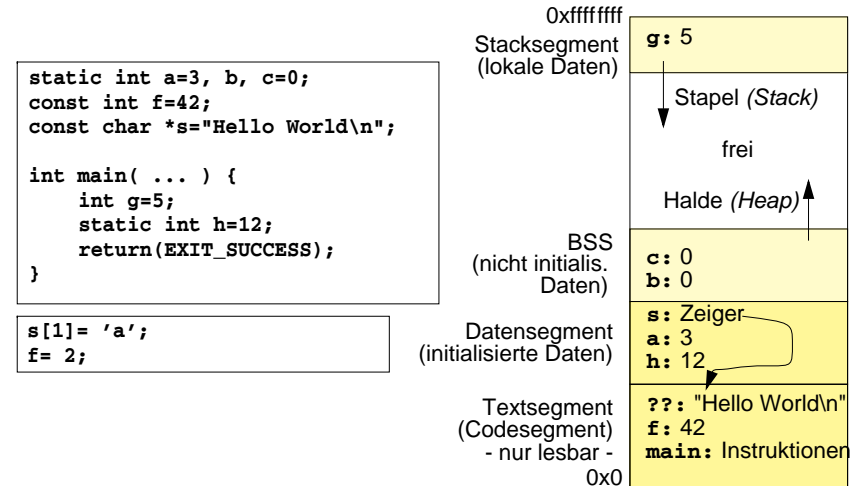 static int a=3, b, c=0;
const int f=42;
const char *s="Hello World\n";
int main( ... ) {
int g=5;
static int h=12;
return(EXIT_SUCCESS);
}
s[1]= ’a’;
f= 2;
0xffffffff
Stacksegment
(lokale Daten)
g: 5
Stapel (Stack)
frei
Halde (Heap)
BSS
(nicht initialis.
Daten)
c: 0
b: 0
Datensegment
(initialisierte Daten)
s: Zeiger
a: 3
h: 12
Textsegment
(Codesegment)
- nur lesbar -
0x0
??: "Hello World\n"
f: 42
main: Instruktionen